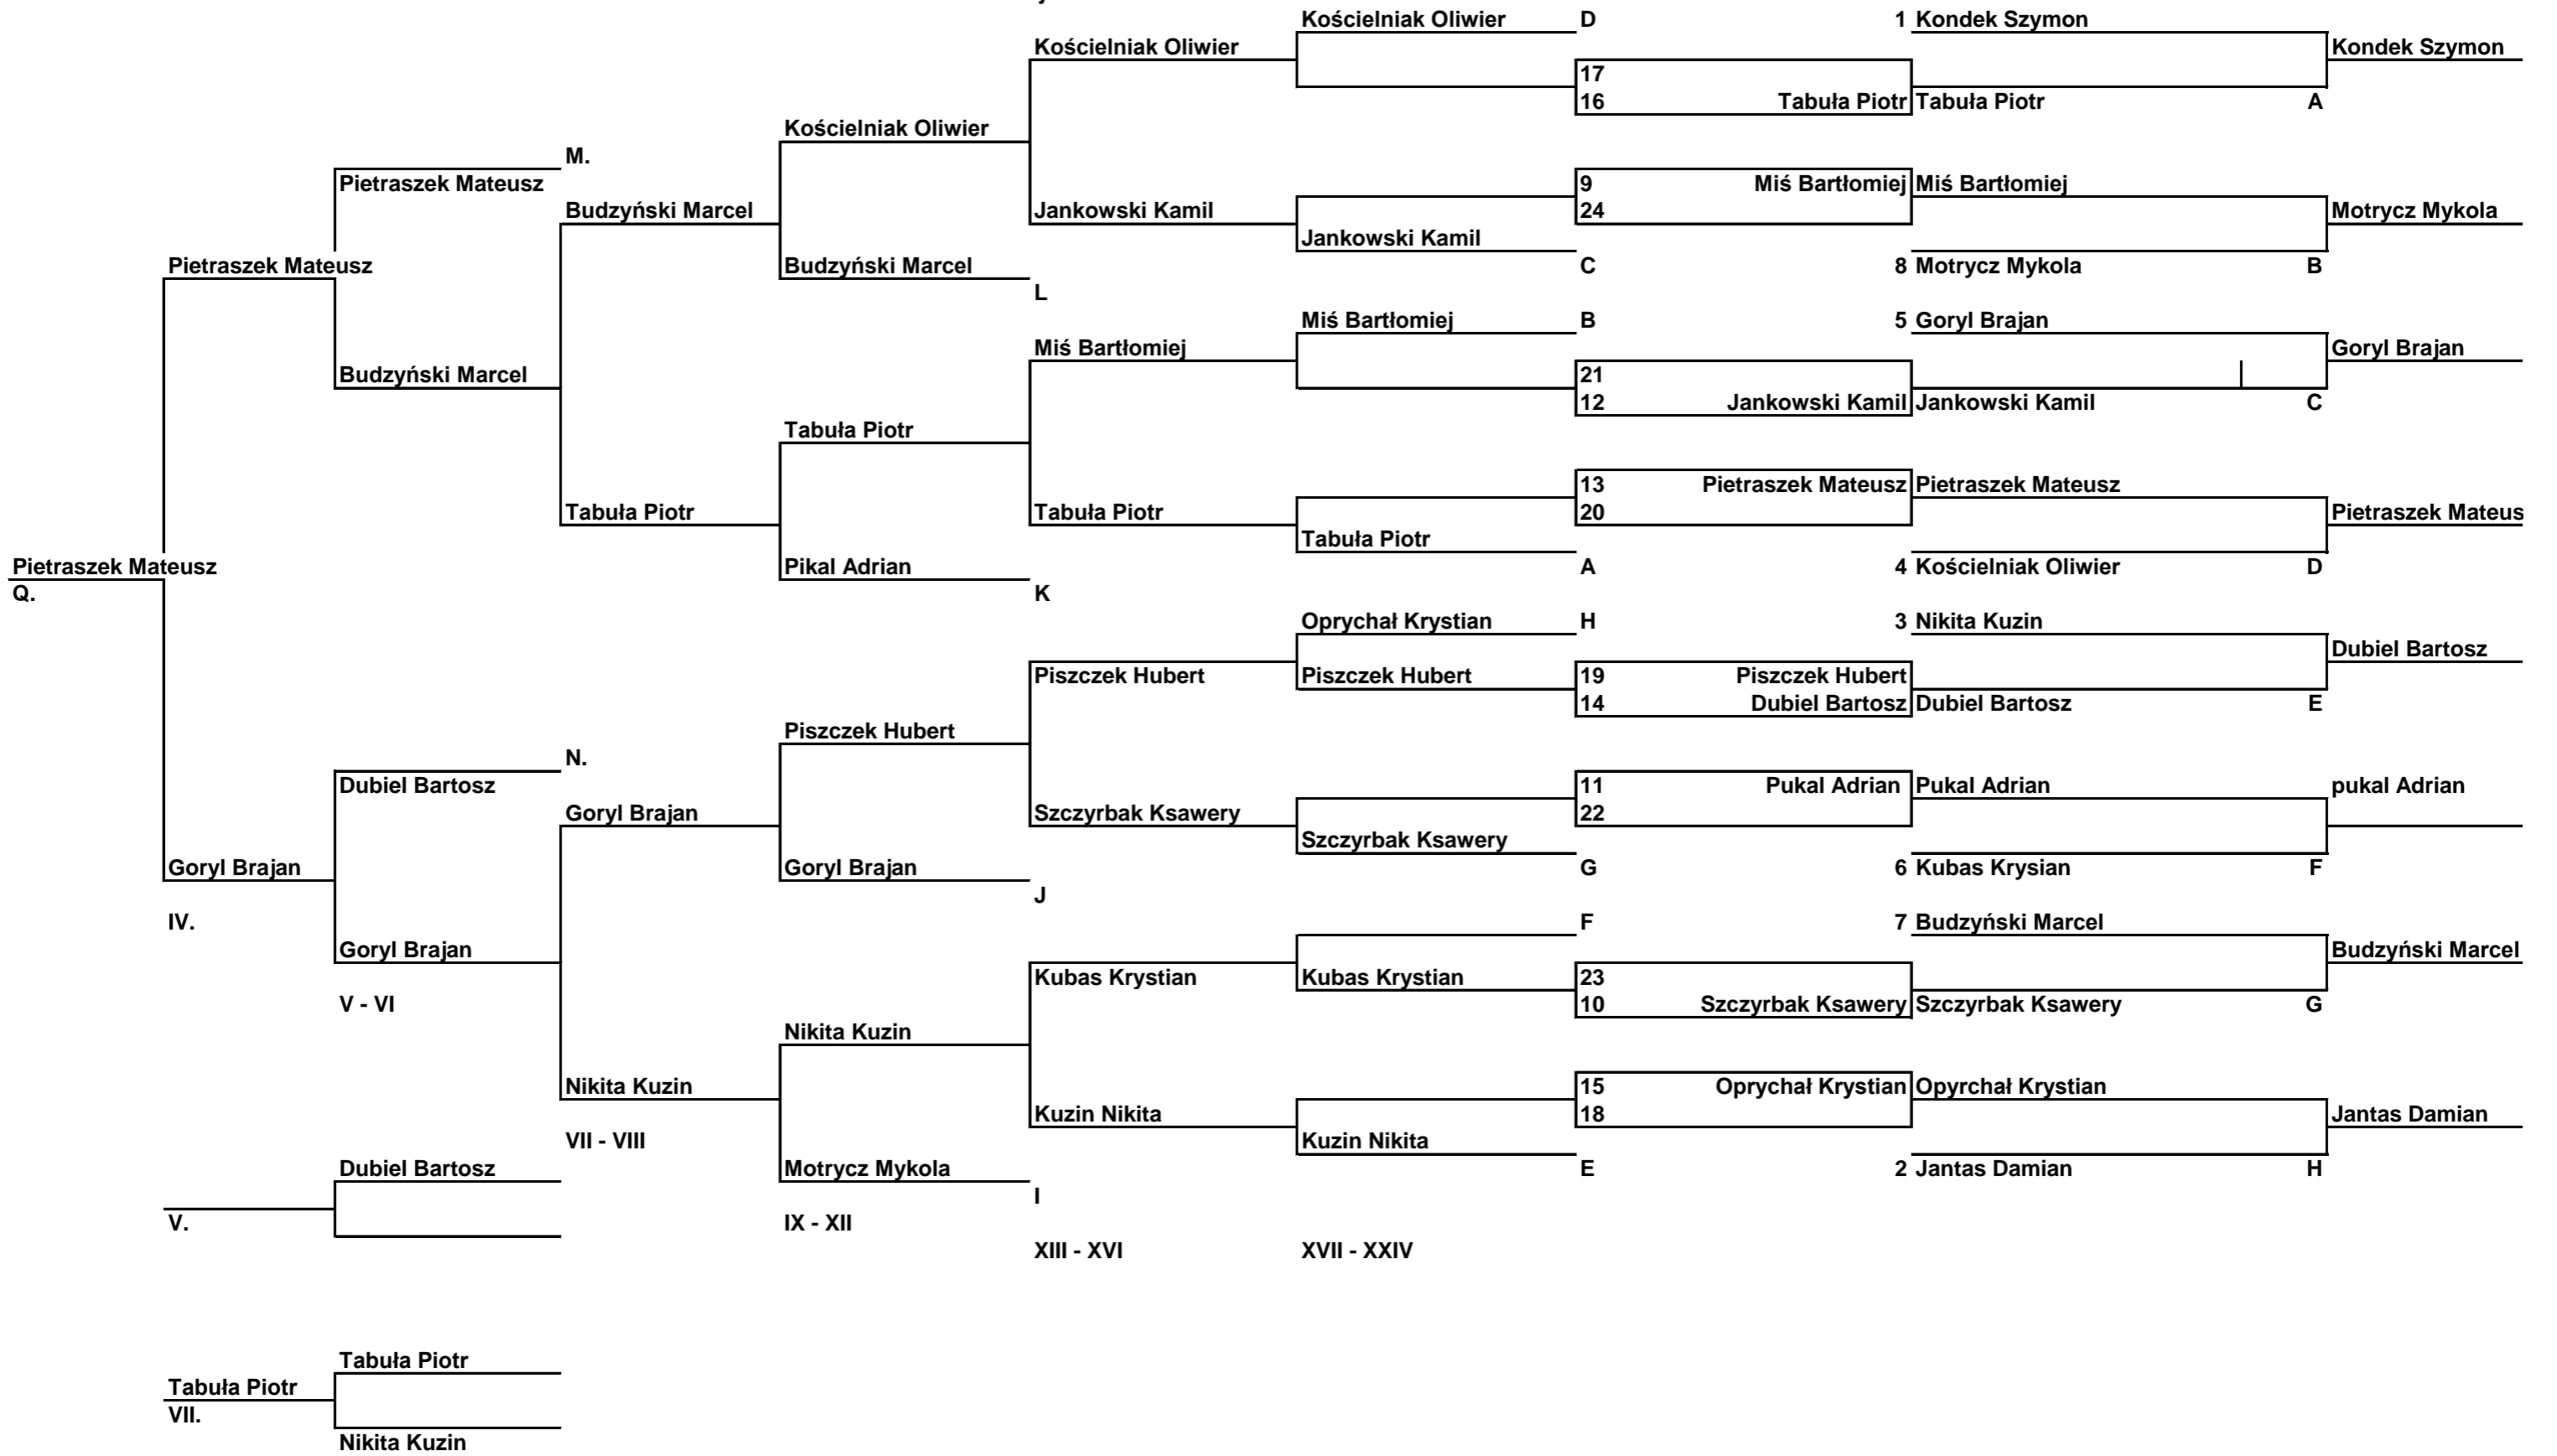 Kościelniak Oliwier D 1 Kondek Szymon
Kościelniak Oliwier Kondek Szymon
17
16 Tabuła Piotr Tabuła Piotr A
Kościelniak Oliwier
M.
Pietraszek Mateusz 9 Miś Bartłomiej Miś Bartłomiej
Budzyński Marcel Jankowski Kamil 24 Motrycz Mykola
Jankowski Kamil
Pietraszek Mateusz Budzyński Marcel C 8 Motrycz Mykola B
L
Miś Bartłomiej B 5 Goryl Brajan
Miś Bartłomiej Goryl Brajan
Budzyński Marcel 21
12 Jankowski Kamil Jankowski Kamil C
Tabuła Piotr
13 Pietraszek Mateusz Pietraszek Mateusz
Tabuła Piotr Tabuła Piotr 20 Pietraszek Mateus
Tabuła Piotr
Pietraszek Mateusz Pikal Adrian A 4 Kościelniak Oliwier D
Q. K
Oprychał Krystian H 3 Nikita Kuzin
Dubiel Bartosz
Piszczek Hubert Piszczek Hubert 19 Piszczek Hubert
14 Dubiel Bartosz Dubiel Bartosz E
Piszczek Hubert
N.
Dubiel Bartosz 11 Pukal Adrian Pukal Adrian pukal Adrian
Goryl Brajan Szczyrbak Ksawery 22
Szczyrbak Ksawery
Goryl Brajan Goryl Brajan G 6 Kubas Krysian F
J
IV. F 7 Budzyński Marcel
Goryl Brajan Budzyński Marcel
Kubas Krystian Kubas Krystian 23
V - VI 10 Szczyrbak Ksawery Szczyrbak Ksawery G
Nikita Kuzin
Nikita Kuzin 15 Oprychał Krystian Opyrchał Krystian
Kuzin Nikita 18 Jantas Damian
VII - VIII Kuzin Nikita
Dubiel Bartosz Motrycz Mykola E 2 Jantas Damian H
I
V. IX - XII
XIII - XVI XVII - XXIV
Tabuła Piotr
Tabuła Piotr
VII.
Nikita Kuzin